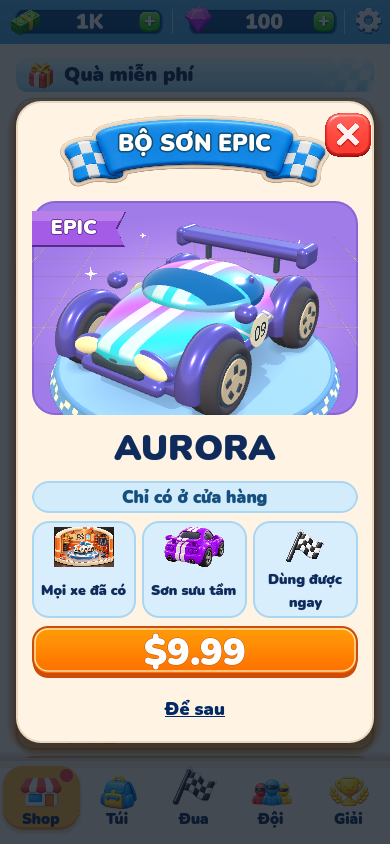 1K
100
Quà miễn phí
BỘ SƠN EPIC
EPIC
09
AURORA
Chỉ có ở cửa hàng
Mọi xe đã có
Sơn sưu tầm
Dùng được
ngay
$9.99
Để sau
Shop
Túi
Đua
Đội
Giải